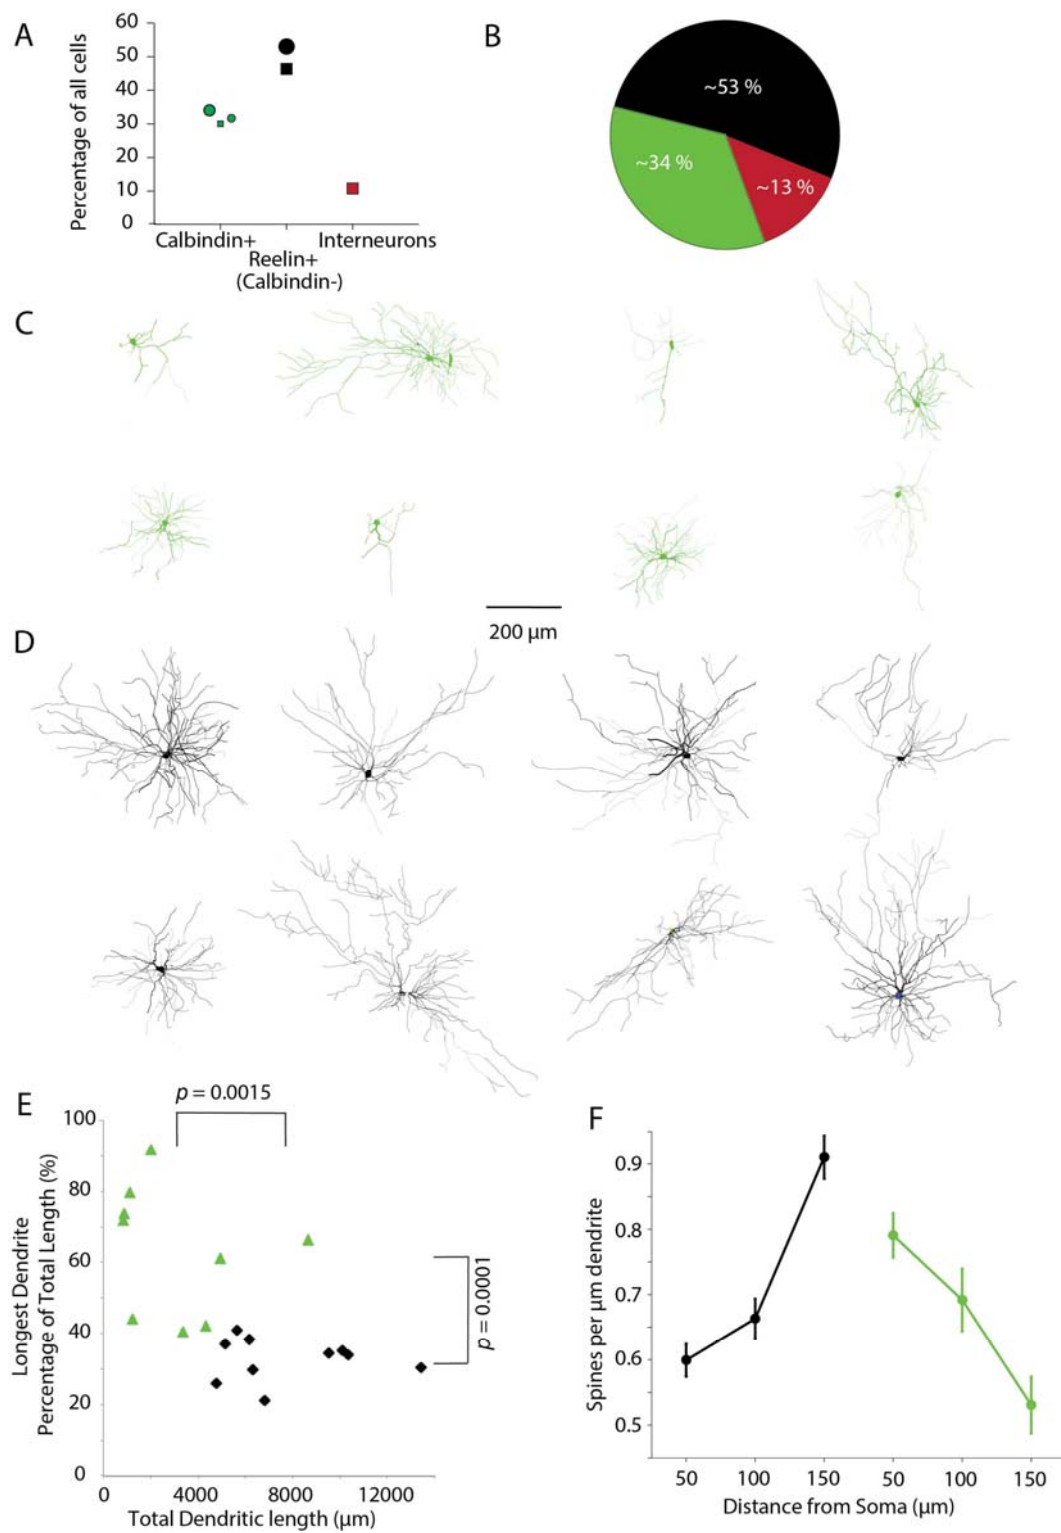 A
Percentage of all cells
60
50
40
30
20
10
0
Calbindin+
Reelin+
(Calbindin-)
Interneurons
B
~53 %
~34 %
~13 %
C
200 µm
D
E
p = 0.0015
Longest Dendrite
Percentage of Total Length (%)
100
80
60
40
20
0
p = 0.0001
0 4000 8000 12000
Total Dendritic length (µm)
F
Spines per µm dendrite
0.9
0.8
0.7
0.6
0.5
50 100 150 50 100 150
Distance from Soma (µm)